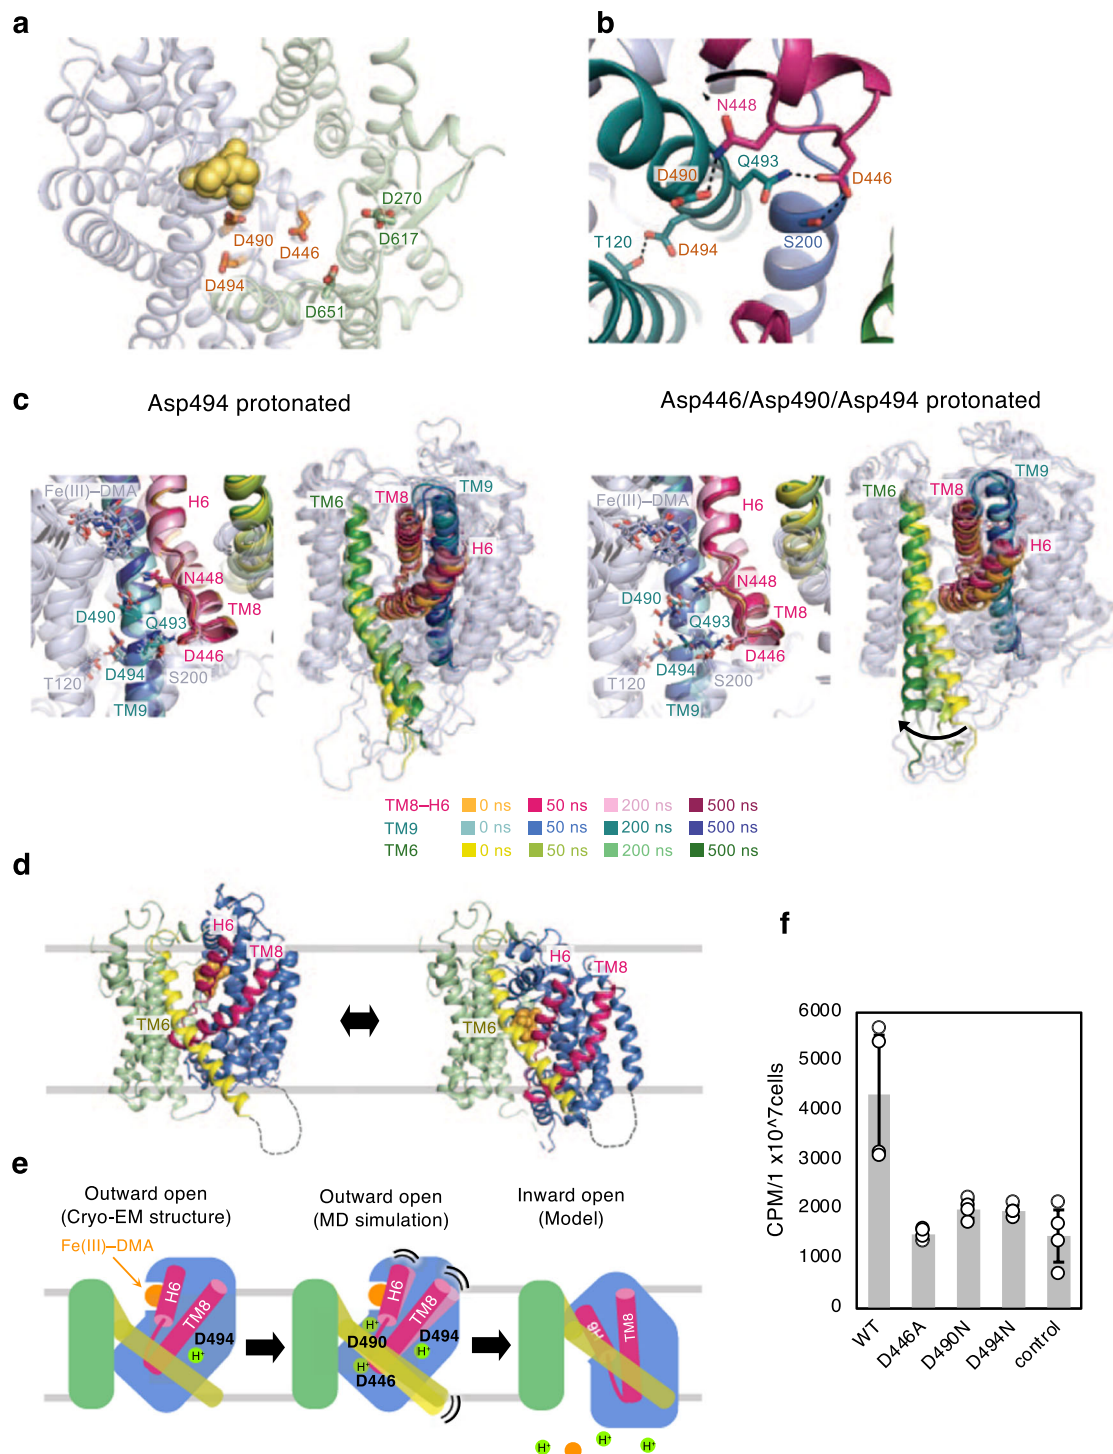 a
D490
D446
D494
D270
D617
D651
b
N448
D490
Q493
D446
T120
D494
S200
c
Asp494 protonated
Asp446/Asp490/Asp494 protonated
Fe(III)–DMA
H6
N448
D490
Q493
TM8
D494
D446
T120
S200
TM9
TM6
TM8
TM9
H6
Fe(III)–DMA
H6
N448
D490
TM8
Q493
D494
D446
T120
S200
TM9
TM6
TM8
TM9
H6
TM8–H6 0 ns 50 ns 200 ns 500 ns
TM9 0 ns 50 ns 200 ns 500 ns
TM6 0 ns 50 ns 200 ns 500 ns
d
H6
TM8
TM6
H6
TM8
TM6
e
Outward open
(Cryo-EM structure)
Fe(III)–DMA
H6
TM8
D494
H+
Outward open
(MD simulation)
H6
TM8
H+
D490
D494
H+
H+
D446
Inward open
(Model)
H6
TM8
H+
H+
H+
f
CPM/1 x10^7cells
6000
5000
4000
3000
2000
1000
0
WT
D446A
D490N
D494N
control